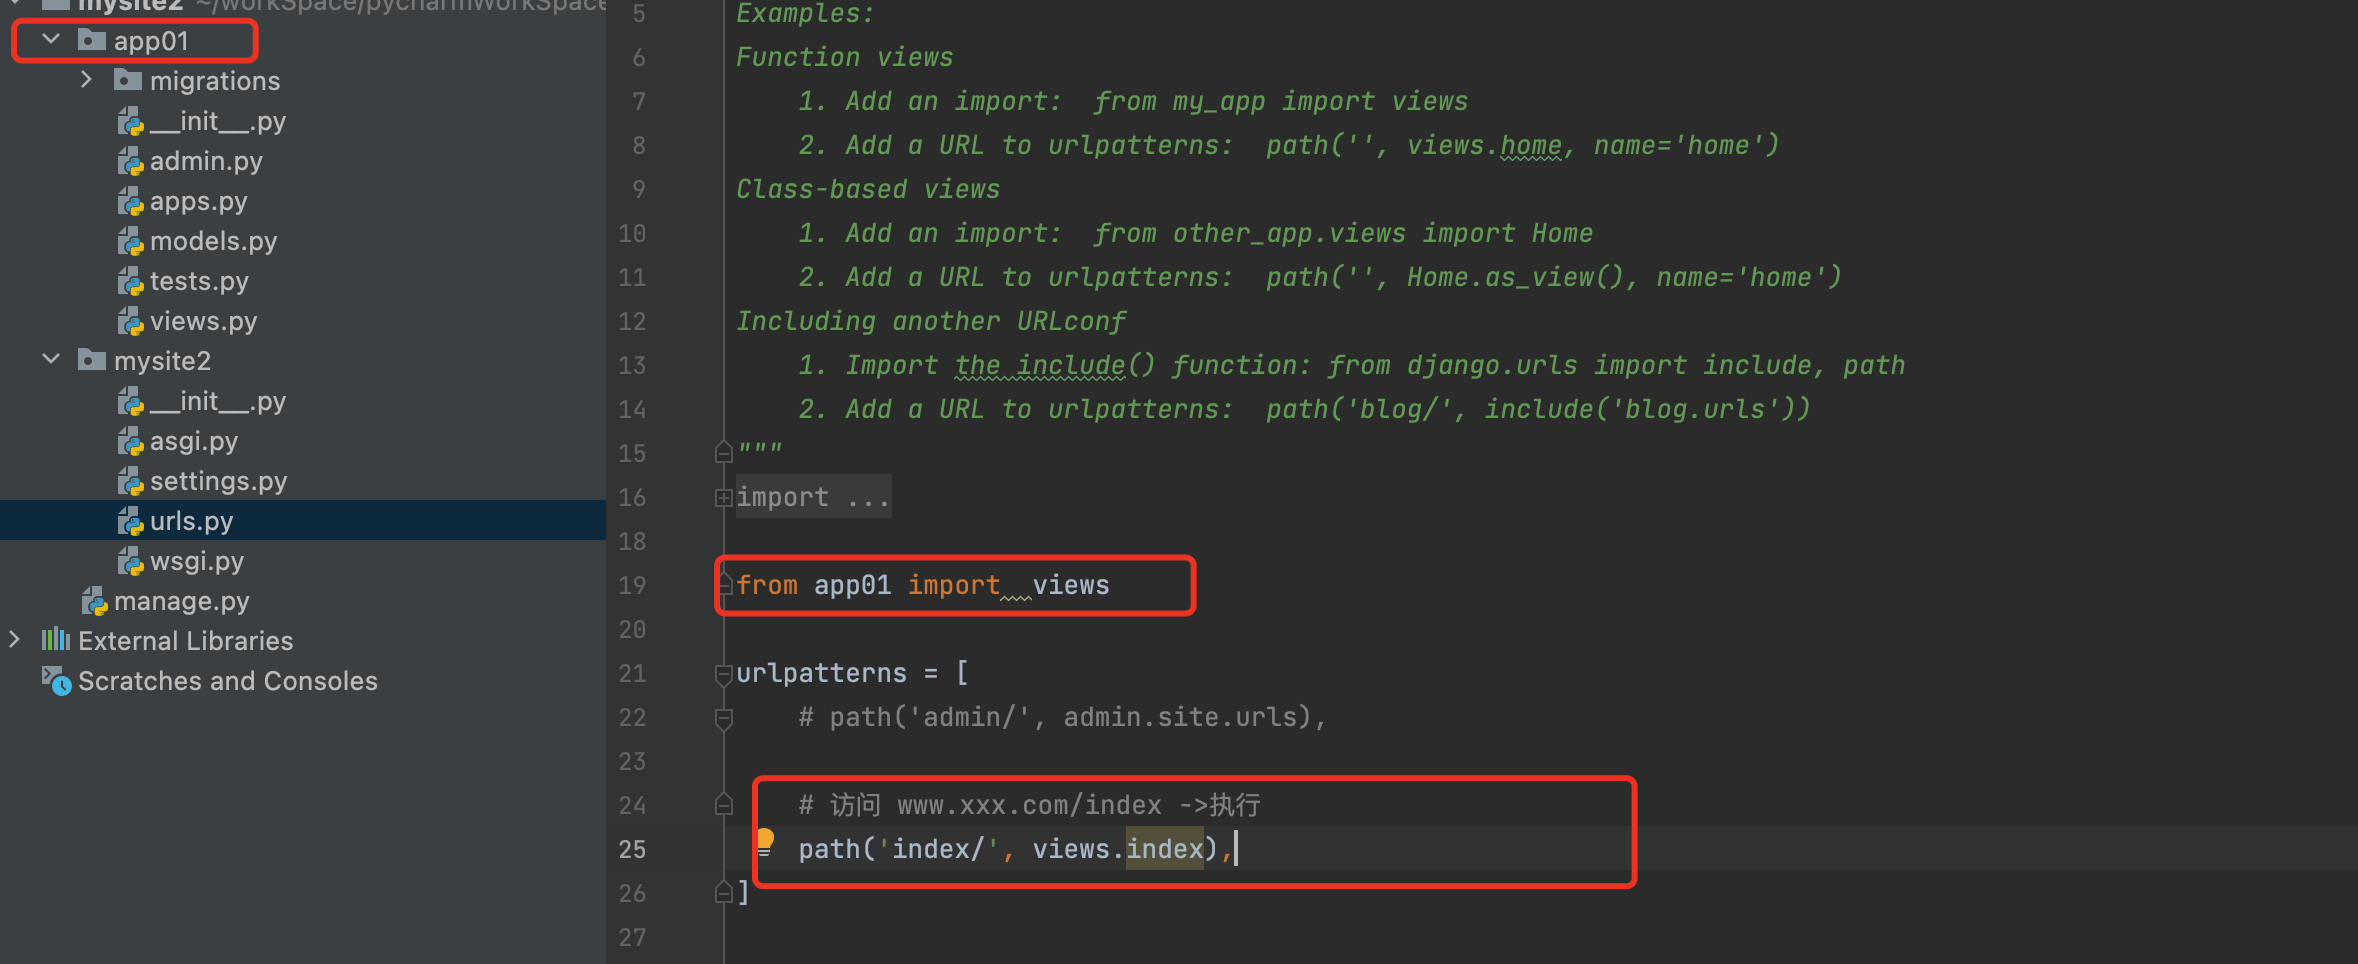 mysite2 ~/workSpace/pycharmWorkSpace
app01
migrations
__init__.py
admin.py
apps.py
models.py
tests.py
views.py
mysite2
__init__.py
asgi.py
settings.py
urls.py
wsgi.py
manage.py
External Libraries
Scratches and Consoles
5 Examples:
6 Function views
7 1. Add an import:  from my_app import views
8 2. Add a URL to urlpatterns:  path('', views.home, name='home')
9 Class-based views
10 1. Add an import:  from other_app.views import Home
11 2. Add a URL to urlpatterns:  path('', Home.as_view(), name='home')
12 Including another URLconf
13 1. Import the include() function: from django.urls import include, path
14 2. Add a URL to urlpatterns:  path('blog/', include('blog.urls'))
15 """
16 import ...
18
19 from app01 import  views
20
21 urlpatterns = [
22 # path('admin/', admin.site.urls),
23
24 # 访问 www.xxx.com/index ->执行
25 path('index/', views.index),
26 ]
27